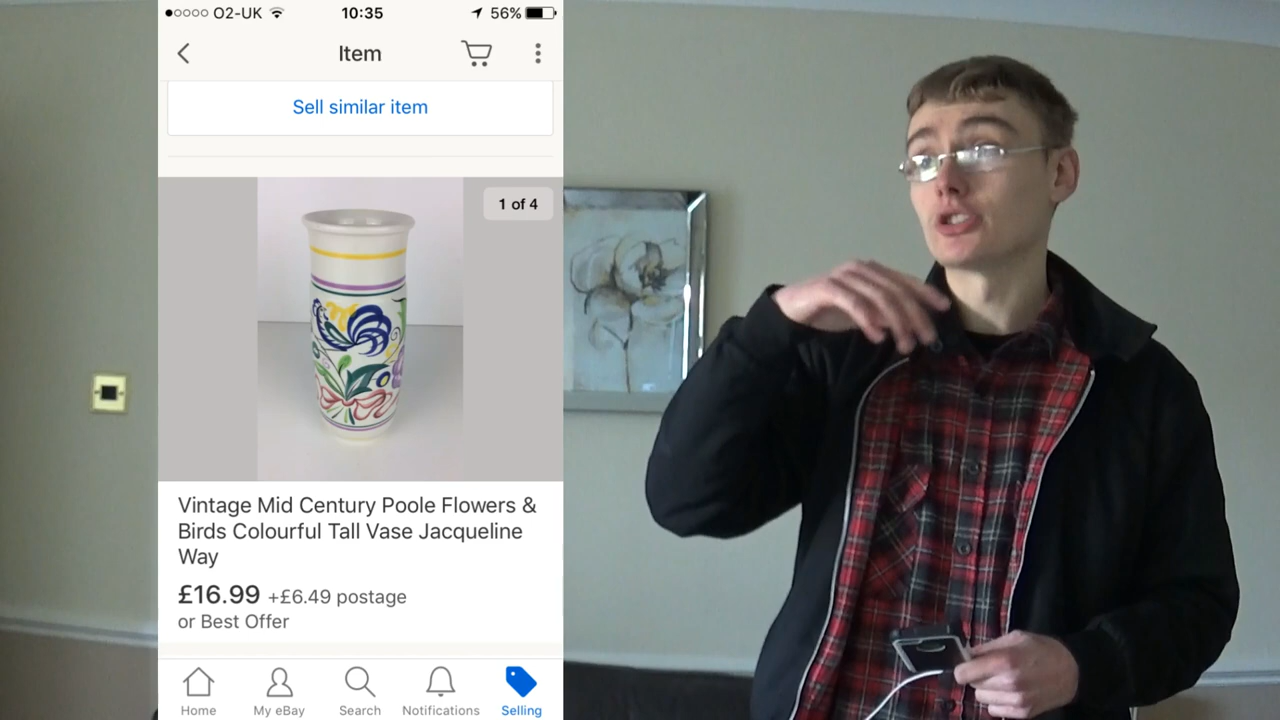 O2-UK 10:35 56%
Item
Sell similar item
1 of 4
Vintage Mid Century Poole Flowers &
Birds Colourful Tall Vase Jacqueline
Way
£16.99 +£6.49 postage
or Best Offer
Home My eBay Search Notifications Selling